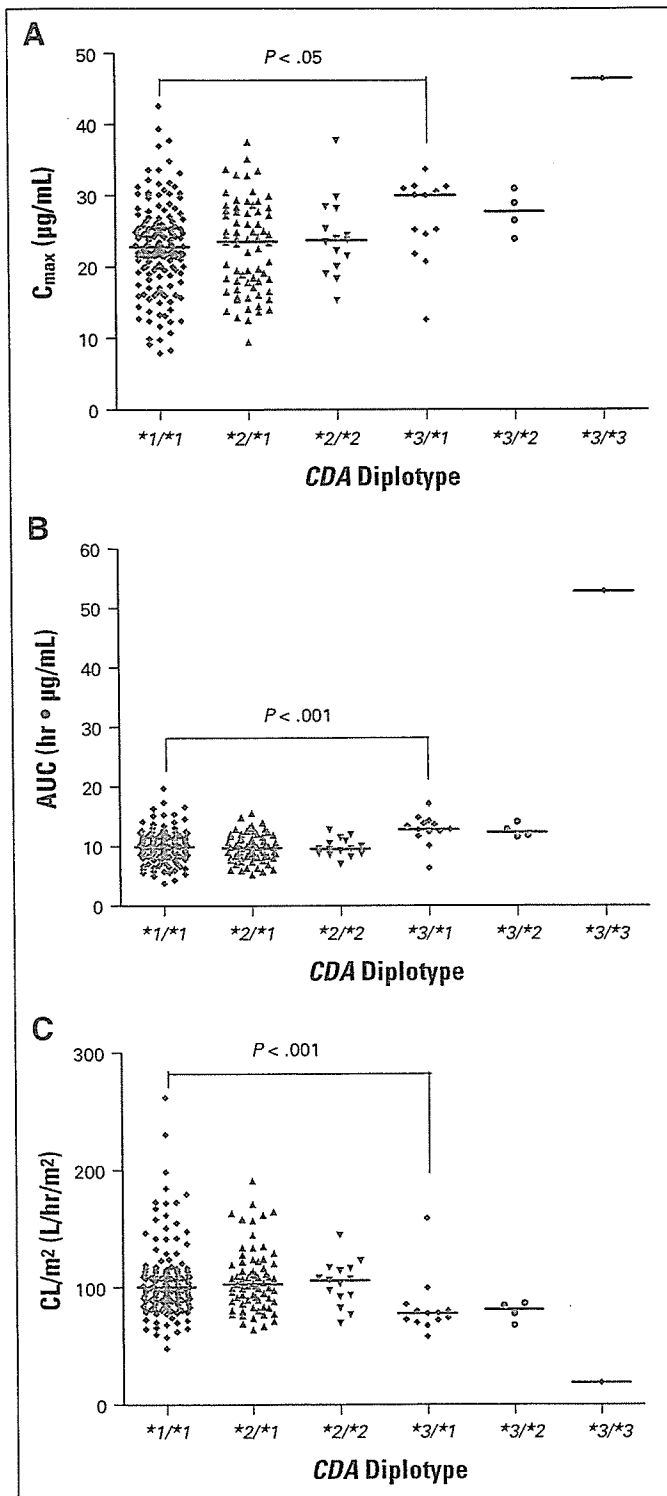 A
P < .05
50
40
30
20
10
0
Cmax (µg/mL)
*1/*1 *2/*1 *2/*2 *3/*1 *3/*2 *3/*3
CDA Diplotype
B
P < .001
60
50
40
30
20
10
0
AUC (hr • µg/mL)
*1/*1 *2/*1 *2/*2 *3/*1 *3/*2 *3/*3
CDA Diplotype
C
P < .001
300
200
100
0
CL/m² (L/hr/m²)
*1/*1 *2/*1 *2/*2 *3/*1 *3/*2 *3/*3
CDA Diplotype